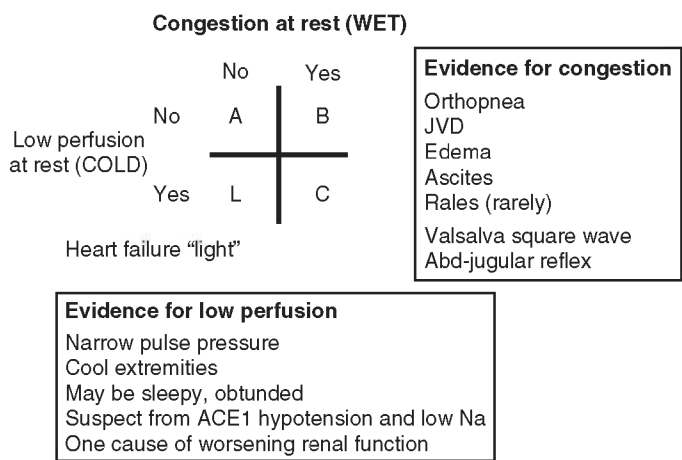 Congestion at rest (WET)
No Yes
No A B
Low perfusion
at rest (COLD)
Yes L C
Heart failure “light”
Evidence for congestion
Orthopnea
JVD
Edema
Ascites
Rales (rarely)
Valsalva square wave
Abd-jugular reflex
Evidence for low perfusion
Narrow pulse pressure
Cool extremities
May be sleepy, obtunded
Suspect from ACE1 hypotension and low Na
One cause of worsening renal function